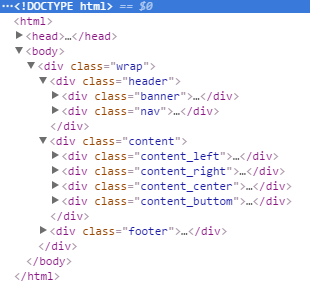 ...<!DOCTYPE html> == $0
<html>
<head>...</head>
<body>
<div class="wrap">
<div class="header">
<div class="banner">...</div>
<div class="nav">...</div>
</div>
<div class="content">
<div class="content_left">...</div>
<div class="content_right">...</div>
<div class="content_center">...</div>
<div class="content_buttom">...</div>
</div>
<div class="footer">...</div>
</div>
</body>
</html>